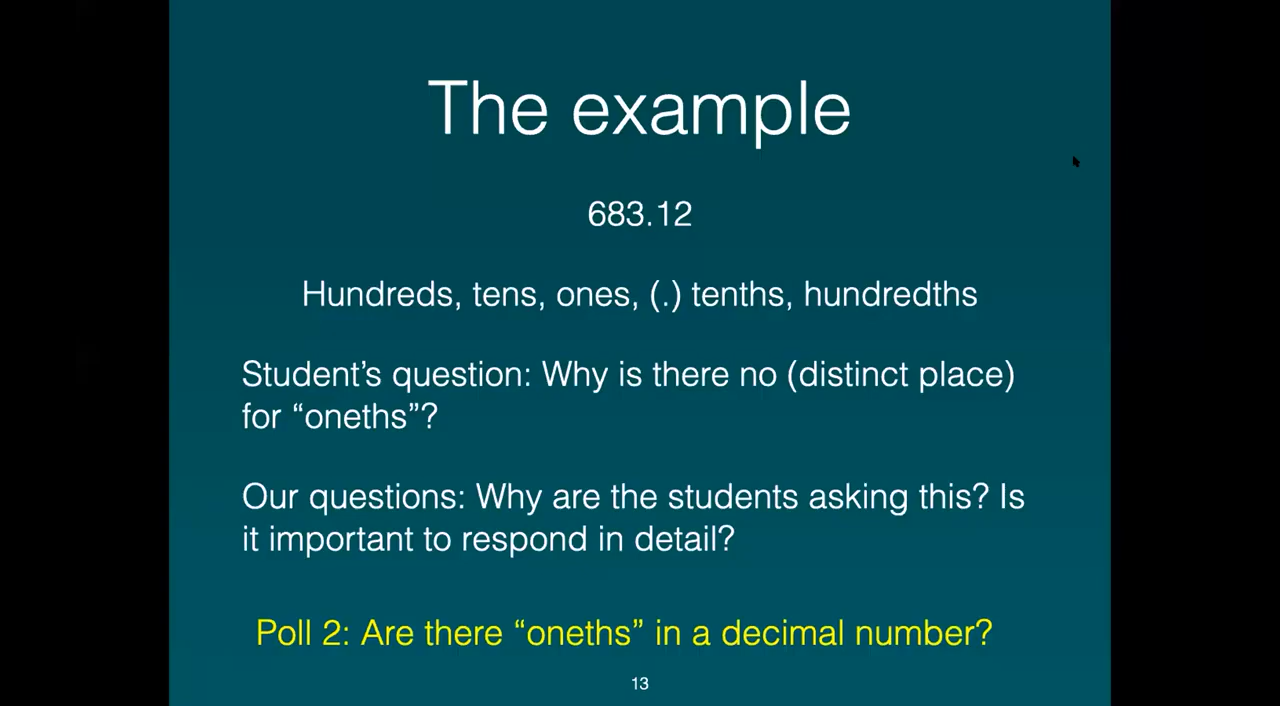 The example
683.12
Hundreds, tens, ones, (.) tenths, hundredths
Student’s question: Why is there no (distinct place)
for “oneths”?
Our questions: Why are the students asking this? Is
it important to respond in detail?
Poll 2: Are there “oneths” in a decimal number?
13